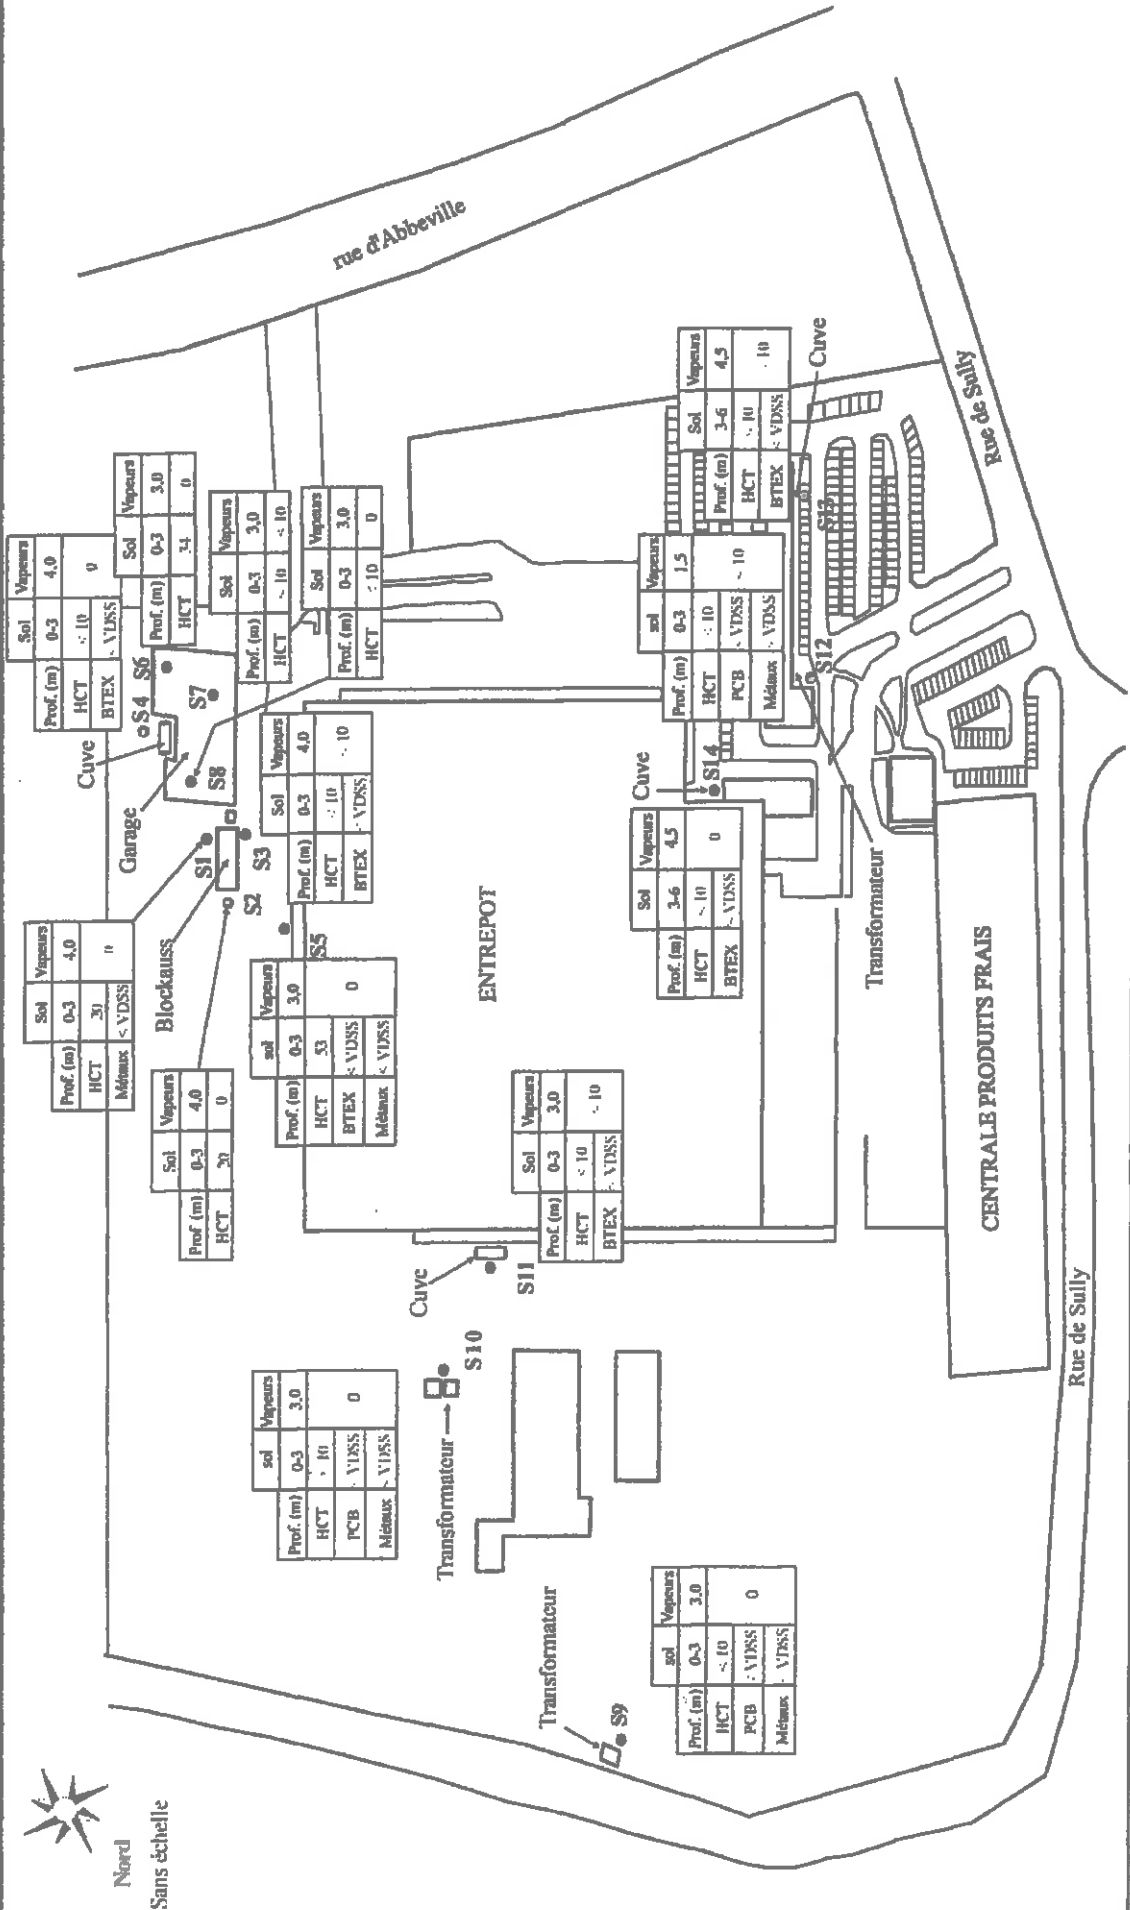 Nord
Sans échelle
rue d'Abbeville
Rue de Sully
Rue de Sully
ENTREPOT
CENTRALE PRODUITS FRAIS
Sol Vapeurs
Prof. (m) 0-3 4,0
HCT 20 0
Métaux < VDSS
Blockauss
S1
Sol Vapeurs
Prof (m) 0-3 4,0
HCT 20 0
S2
Garage
Cuve
S4
Sol Vapeurs
Prof. (m) 0-3 4,0
HCT < 10 0
BTEX < VDSS
S6
Sol Vapeurs
Prof. (m) 0-3 3,0
HCT 34 0
S7
Sol Vapeurs
Prof. (m) 0-3 3,0
HCT < 10 < 10
S8
Sol Vapeurs
Prof. (m) 0-3 3,0
HCT < 10 0
S3
Sol Vapeurs
Prof. (m) 0-3 4,0
HCT < 10 < 10
BTEX < VDSS
S5
sol Vapeurs
Prof. (m) 0-3 3,0
HCT 53 0
BTEX < VDSS
Métaux < VDSS
Cuve
S11
Sol Vapeurs
Prof. (m) 0-3 3,0
HCT < 10 < 10
BTEX < VDSS
Transformateur
S10
sol Vapeurs
Prof. (m) 0-3 3,0
HCT 10 0
PCB < VDSS
Métaux < VDSS
Transformateur
S9
sol Vapeurs
Prof. (m) 0-3 3,0
HCT < 10 0
PCB < VDSS
Métaux VDSS
Cuve
S14
Sol Vapeurs
Prof. (m) 3-6 4,5
HCT < 10 0
BTEX < VDSS
Transformateur
S12
sol Vapeurs
Prof. (m) 0-3 1,5
HCT < 10 < 10
PCB < VDSS
Métaux < VDSS
Cuve
S13
Sol Vapeurs
Prof. (m) 3-6 4,5
HCT < 10 10
BTEX < VDSS